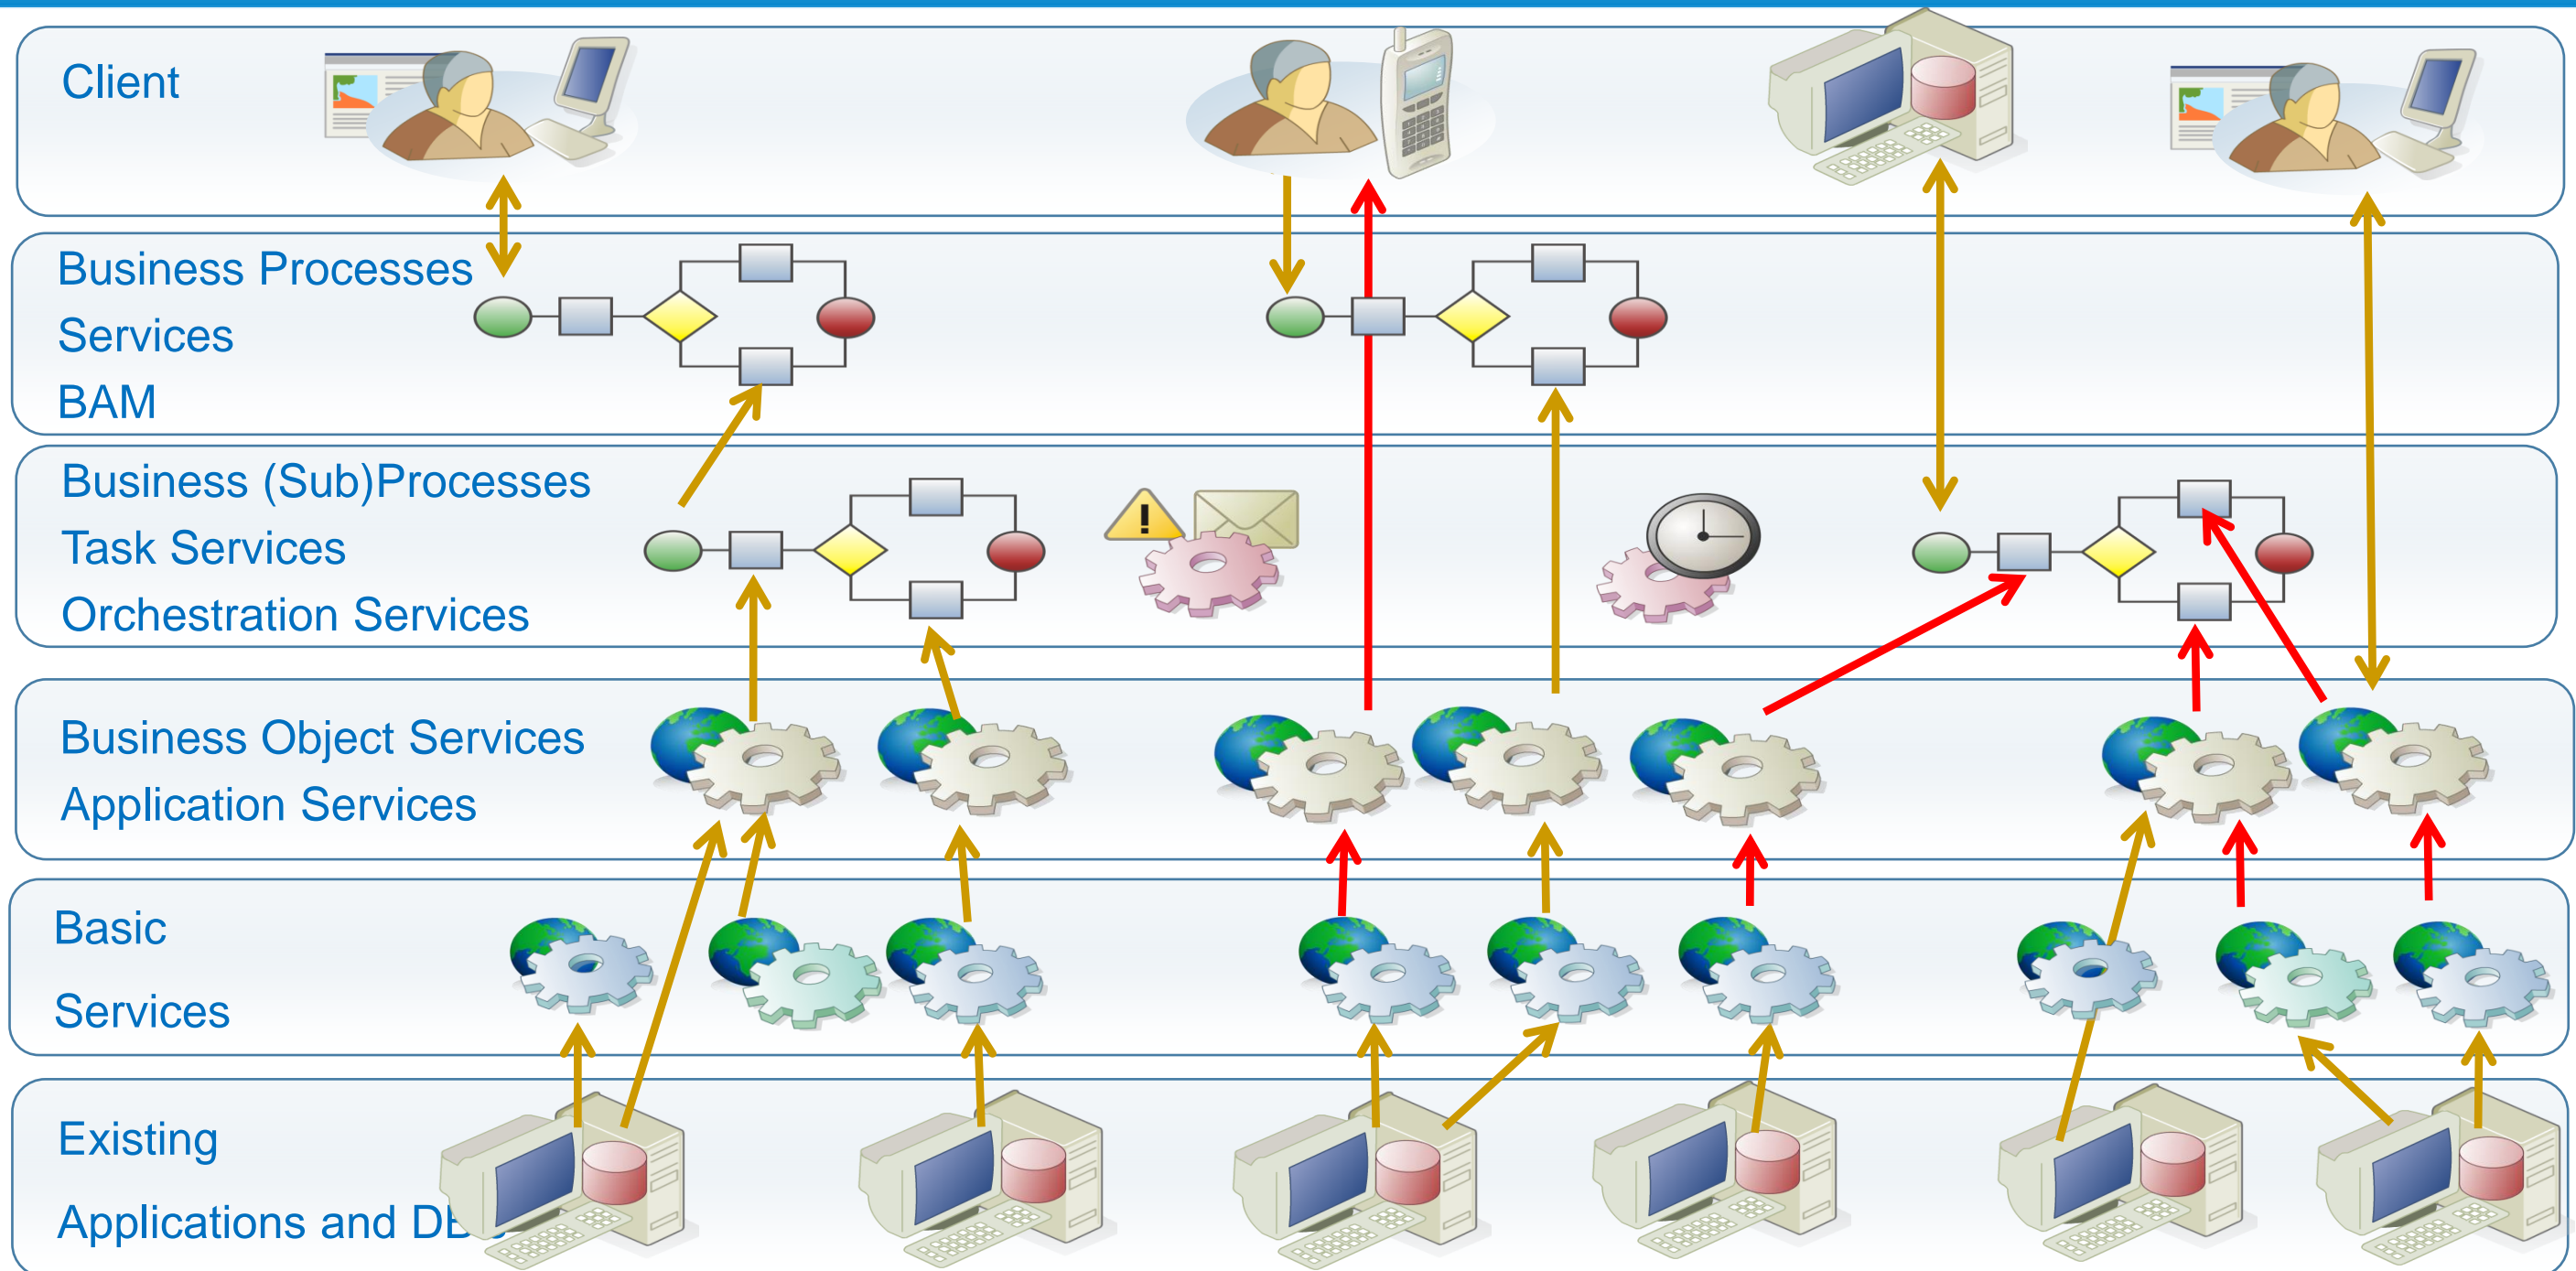 Client
Business Processes
Services
BAM
Business (Sub)Processes
Task Services
Orchestration Services
Business Object Services
Application Services
Basic
Services
Existing
Applications and